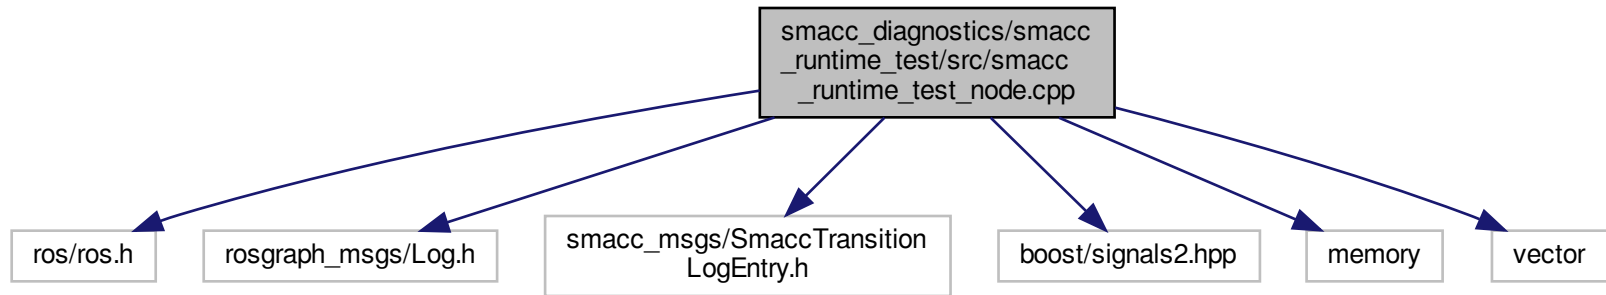 smacc_diagnostics/smacc
_runtime_test/src/smacc
_runtime_test_node.cpp
ros/ros.h
rosgraph_msgs/Log.h
smacc_msgs/SmaccTransition
LogEntry.h
boost/signals2.hpp
memory
vector